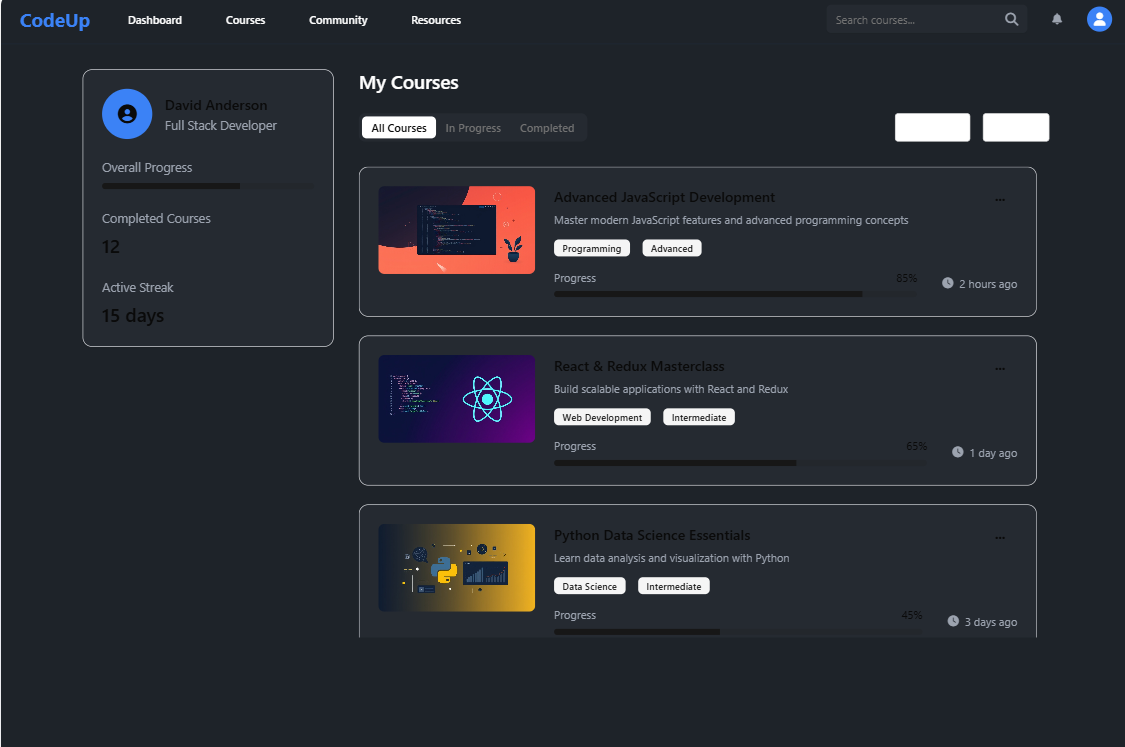 CodeUp Dashboard Courses Community Resources Search courses...
David Anderson
Full Stack Developer
Overall Progress
Completed Courses
12
Active Streak
15 days
My Courses
All Courses In Progress Completed
Advanced JavaScript Development ...
Master modern JavaScript features and advanced programming concepts
Programming Advanced
Progress 85% 2 hours ago
React & Redux Masterclass ...
Build scalable applications with React and Redux
Web Development Intermediate
Progress 65% 1 day ago
Python Data Science Essentials ...
Learn data analysis and visualization with Python
Data Science Intermediate
Progress 45% 3 days ago